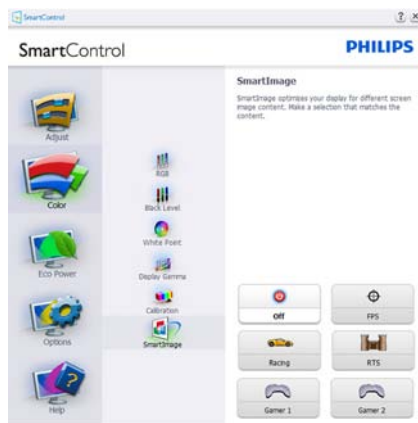 SmartControl
SmartControl
PHILIPS
Adjust
Color
Eco Power
Options
Help
RGB
Black Level
White Point
Display Gamma
Calibration
SmartImage
SmartImage
SmartImage optimises your display for different screen
image content. Make a selection that matches the
content.
Off
FPS
Racing
RTS
Gamer 1
Gamer 2